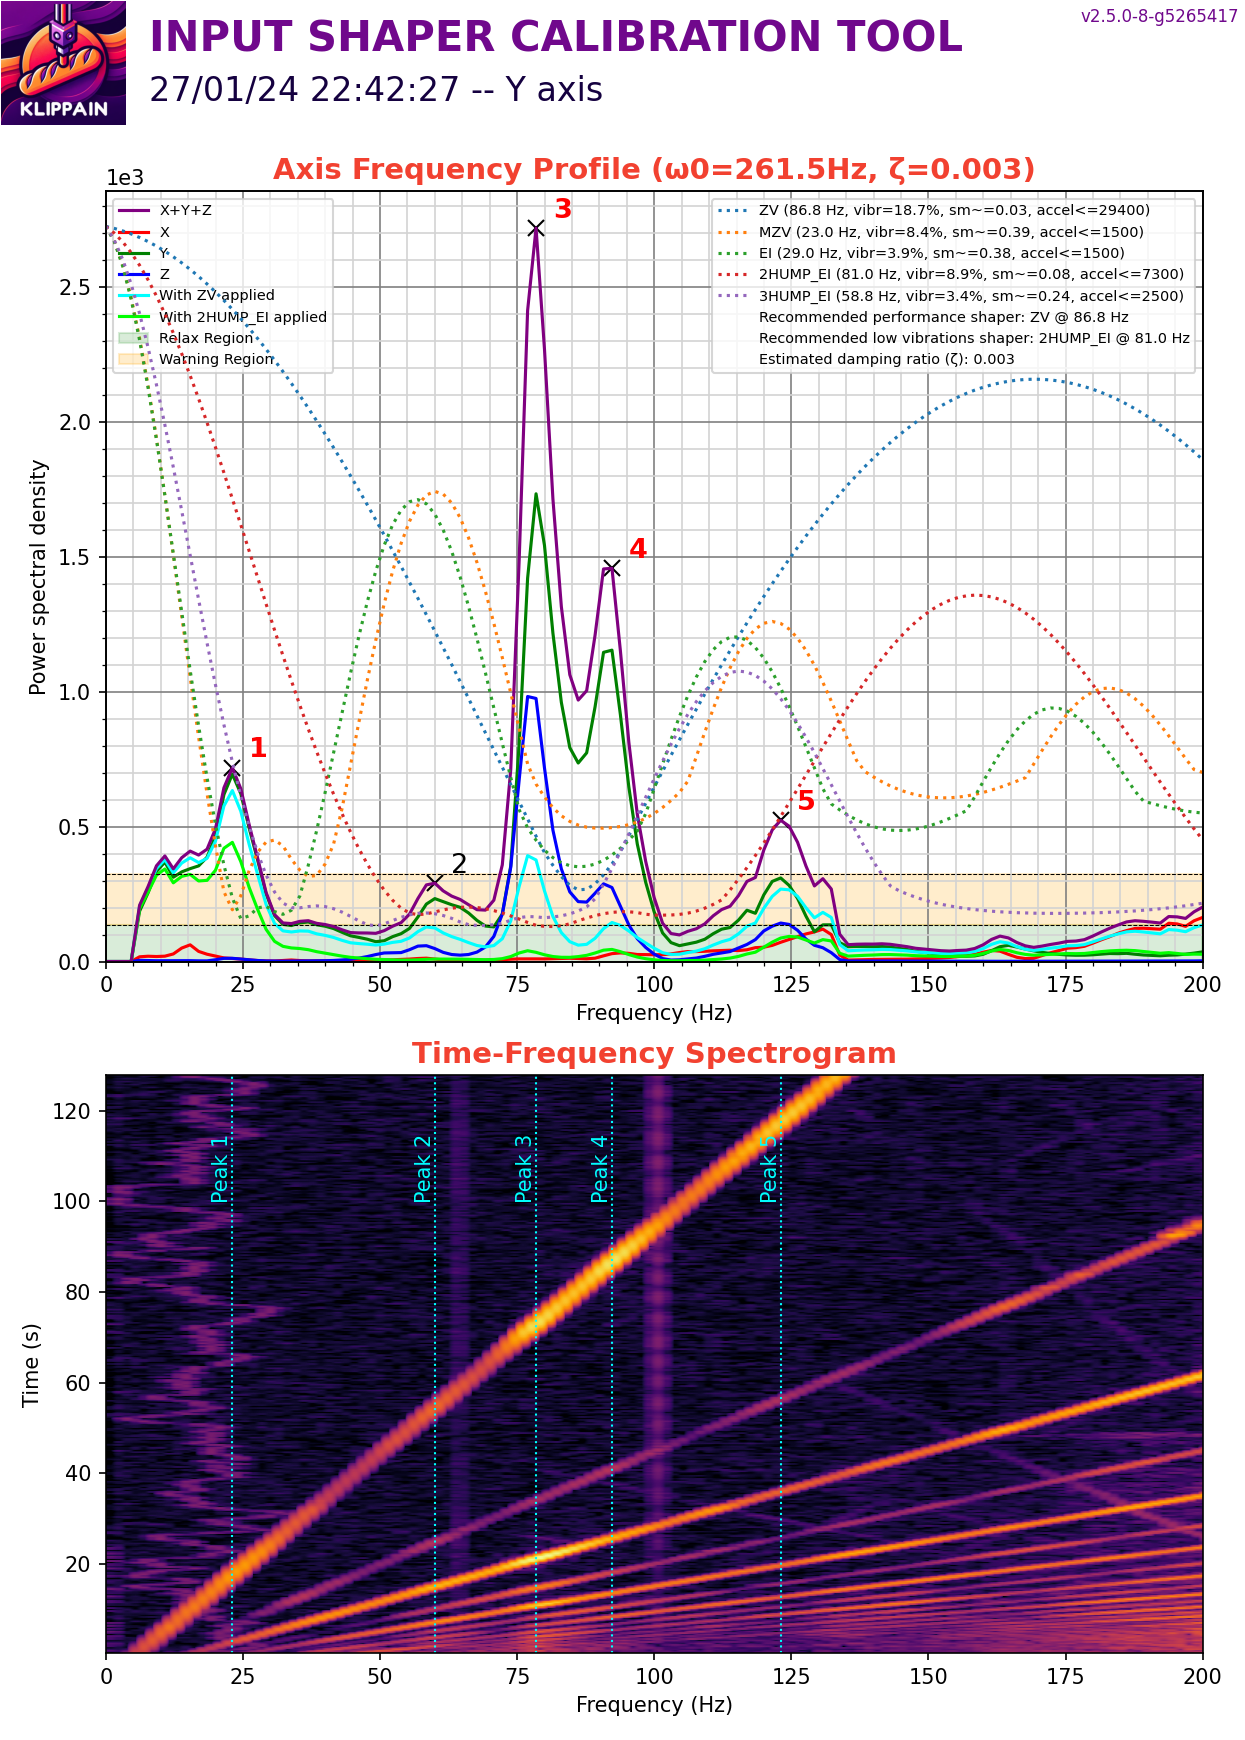 v2.5.0-8-g5265417
INPUT SHAPER CALIBRATION TOOL
27/01/24 22:42:27 -- Y axis
KLIPPAIN
Axis Frequency Profile (ω0=261.5Hz, ζ=0.003)
1e3
X+Y+Z
X
Y
Z
With ZV applied
With 2HUMP_EI applied
Relax Region
Warning Region
ZV (86.8 Hz, vibr=18.7%, sm~=0.03, accel<=29400)
MZV (23.0 Hz, vibr=8.4%, sm~=0.39, accel<=1500)
EI (29.0 Hz, vibr=3.9%, sm~=0.38, accel<=1500)
2HUMP_EI (81.0 Hz, vibr=8.9%, sm~=0.08, accel<=7300)
3HUMP_EI (58.8 Hz, vibr=3.4%, sm~=0.24, accel<=2500)
Recommended performance shaper: ZV @ 86.8 Hz
Recommended low vibrations shaper: 2HUMP_EI @ 81.0 Hz
Estimated damping ratio (ζ): 0.003
3
4
1
5
2
Power spectral density
2.5
2.0
1.5
1.0
0.5
0.0
0 25 50 75 100 125 150 175 200
Frequency (Hz)
Time-Frequency Spectrogram
Time (s)
120
100
80
60
40
20
Peak 1
Peak 2
Peak 3
Peak 4
Peak 5
0 25 50 75 100 125 150 175 200
Frequency (Hz)